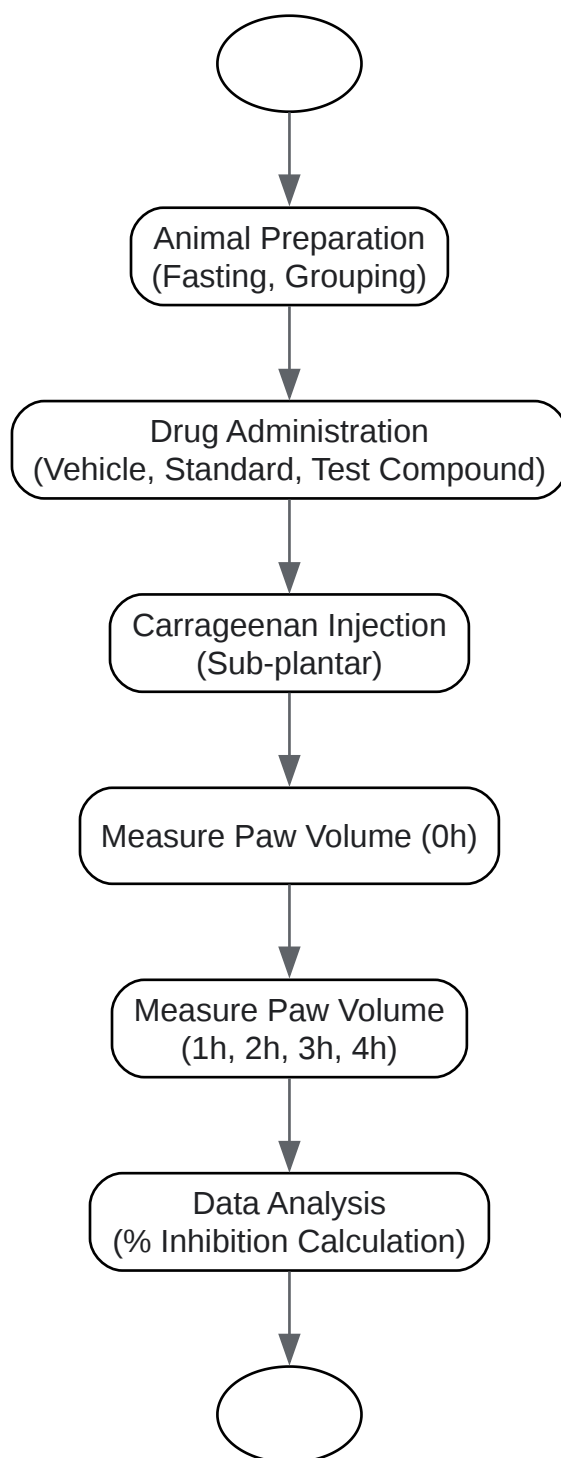 Animal Preparation
(Fasting, Grouping)
Drug Administration
(Vehicle, Standard, Test Compound)
Carrageenan Injection
(Sub-plantar)
Measure Paw Volume (0h)
Measure Paw Volume
(1h, 2h, 3h, 4h)
Data Analysis
(% Inhibition Calculation)